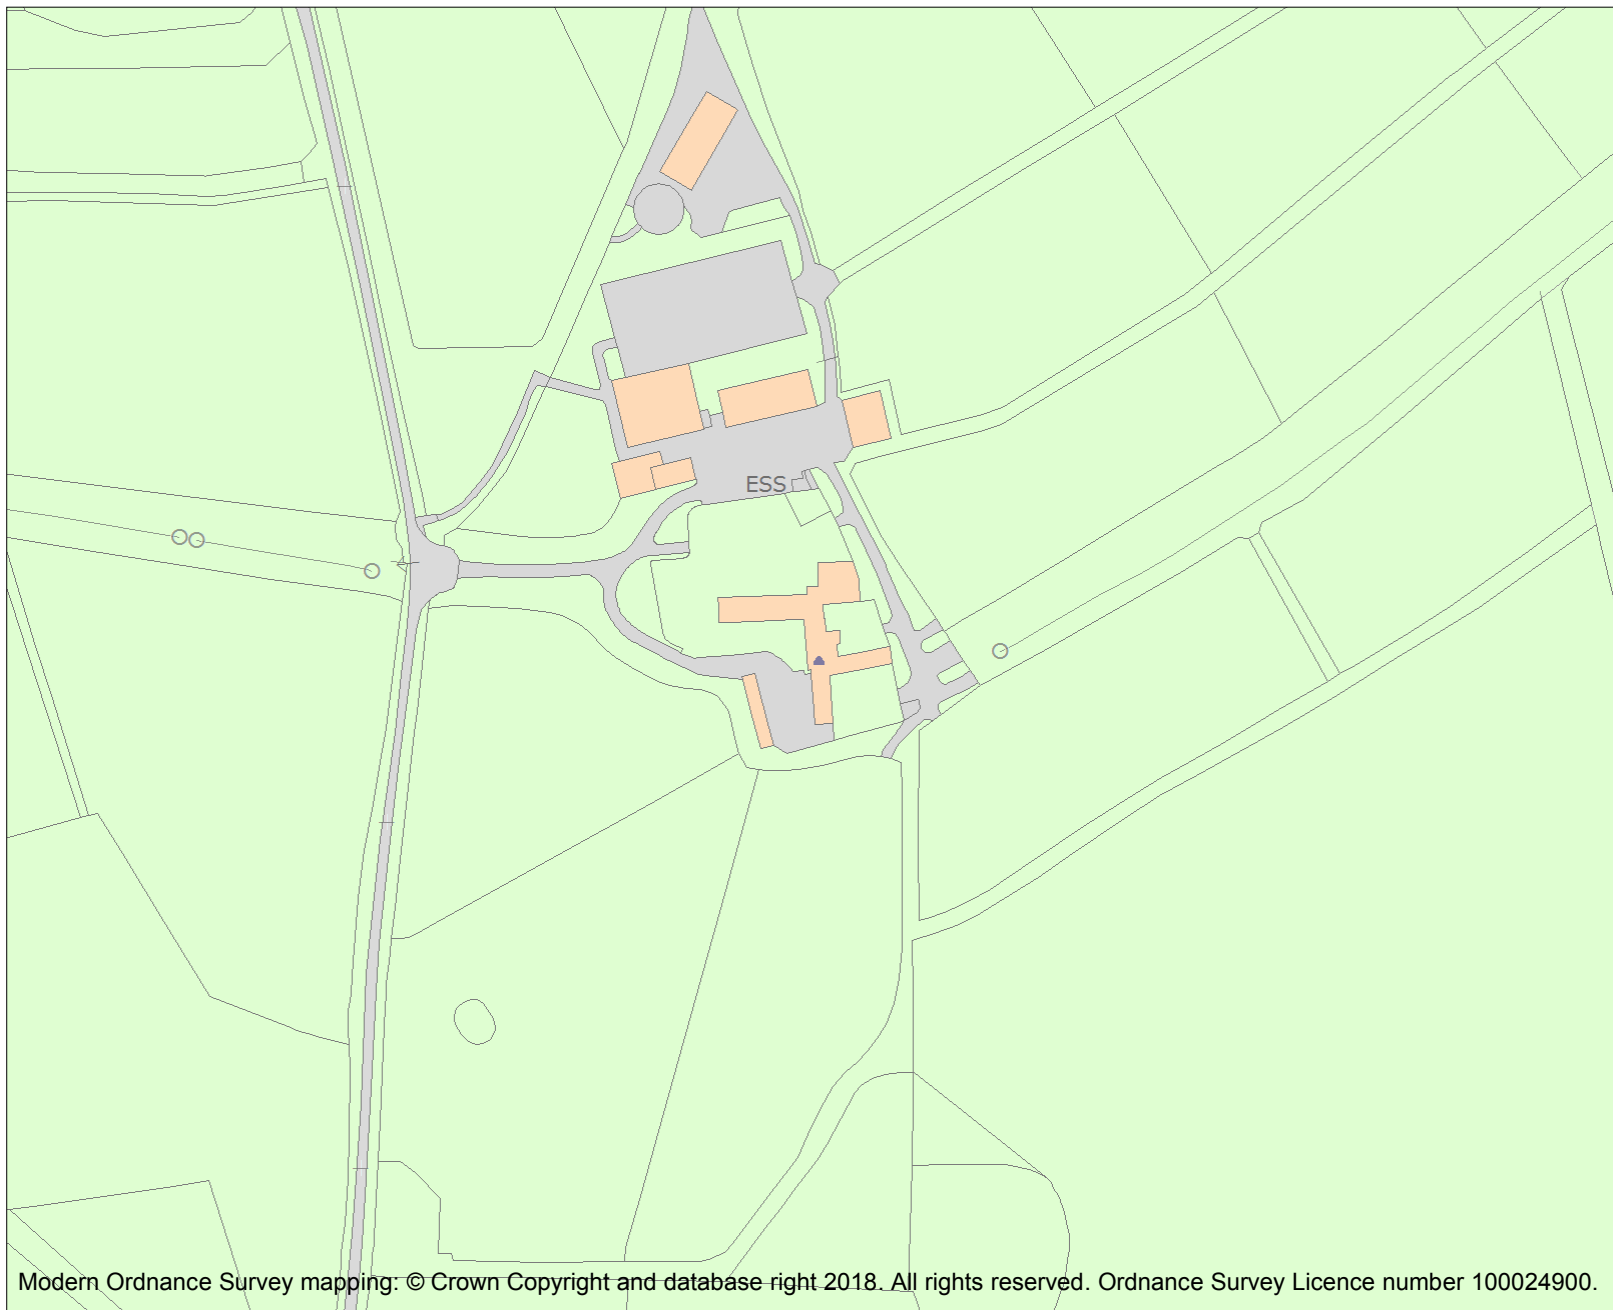 ESS
Modern Ordnance Survey mapping: © Crown Copyright and database right 2018. All rights reserved. Ordnance Survey Licence number 100024900.